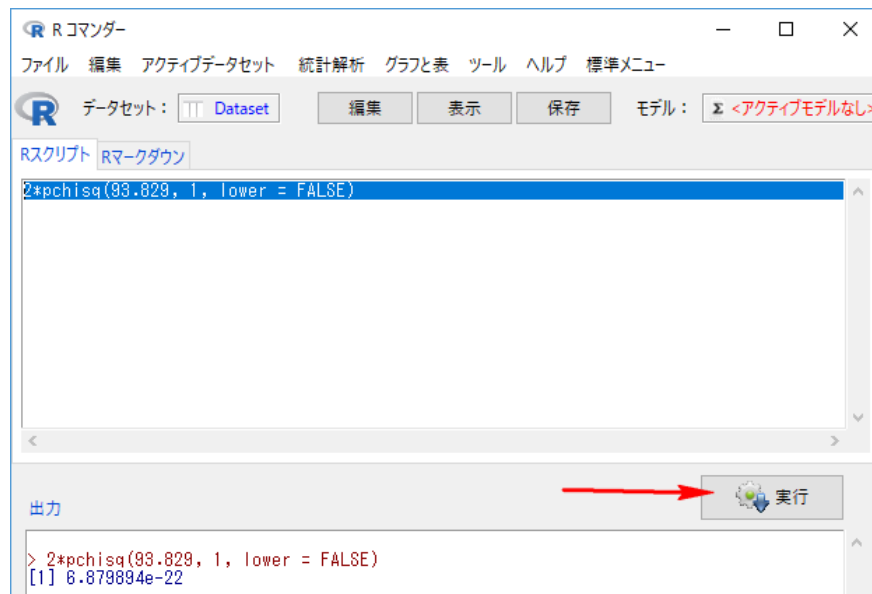 R コマンダー
ファイル 編集 アクティブデータセット 統計解析 グラフと表 ツール ヘルプ 標準メニュー
R データセット： Dataset 編集 表示 保存 モデル： Σ <アクティブモデルなし>
Rスクリプト Rマークダウン
2*pchisq(93.829, 1, lower = FALSE)
実行
出力
> 2*pchisq(93.829, 1, lower = FALSE)
[1] 6.879894e-22